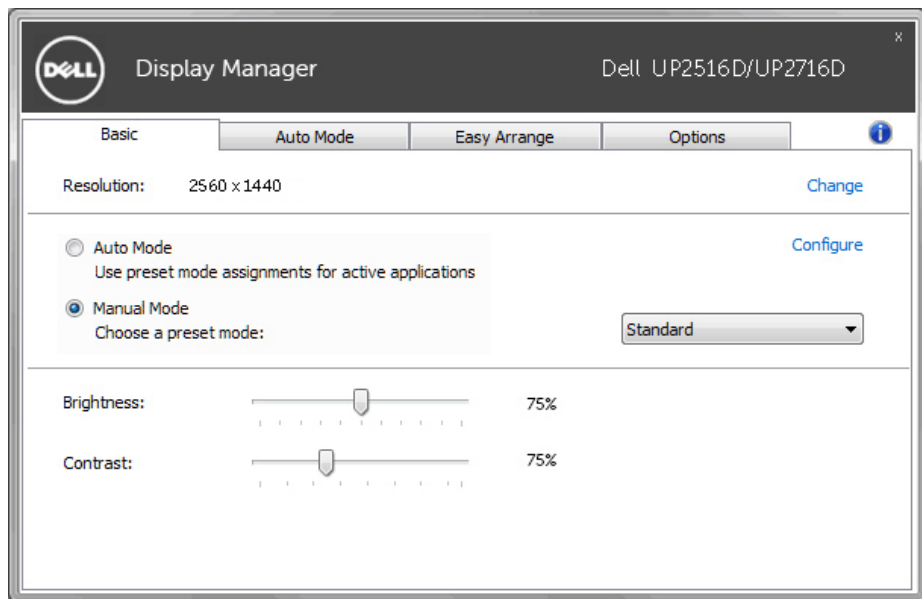 x
DELL Display Manager Dell UP2516D/UP2716D
Basic Auto Mode Easy Arrange Options i
Resolution: 2560 x 1440 Change
Auto Mode Configure
Use preset mode assignments for active applications
Manual Mode
Choose a preset mode: Standard
Brightness: 75%
Contrast: 75%